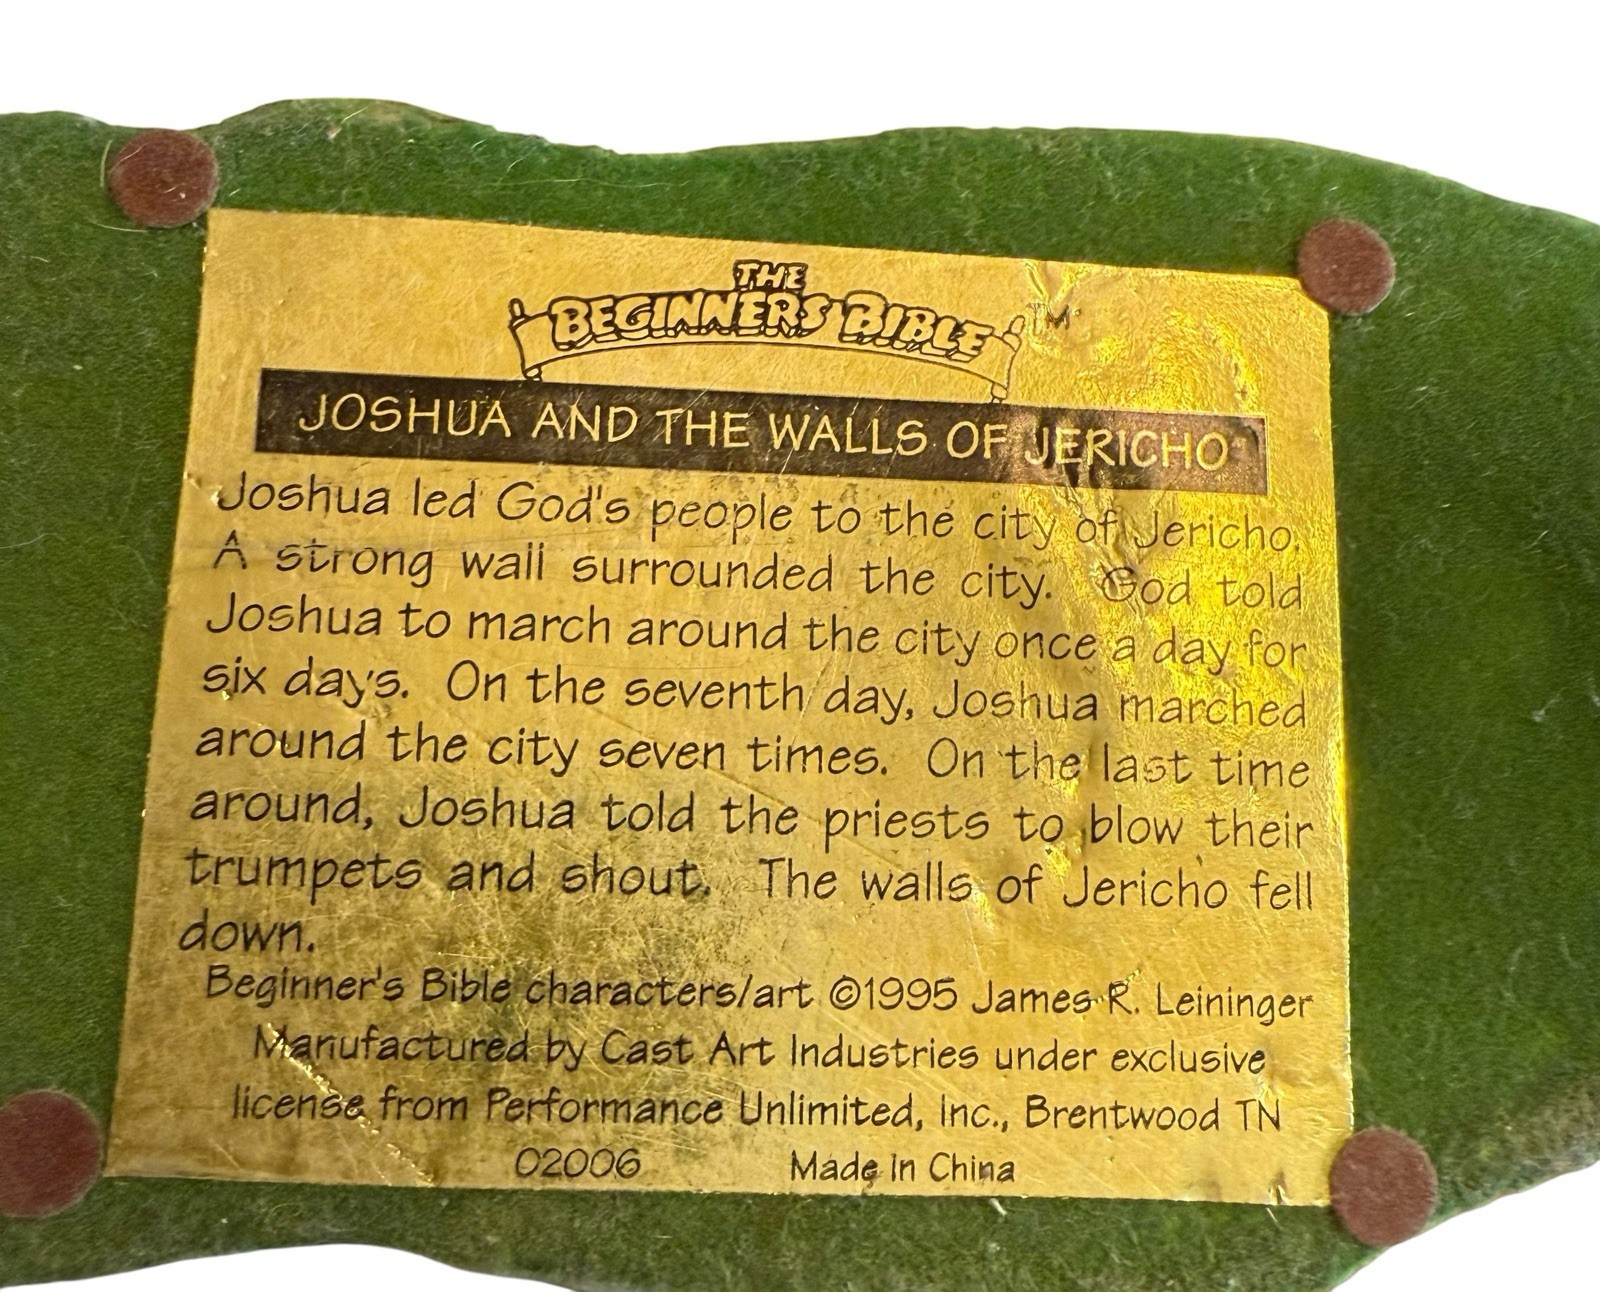 THE
BEGINNERS BIBLE TM
JOSHUA AND THE WALLS OF JERICHO
Joshua led God's people to the city of Jericho.
A strong wall surrounded the city. God told
Joshua to march around the city once a day for
six days. On the seventh day, Joshua marched
around the city seven times. On the last time
around, Joshua told the priests to blow their
trumpets and shout. The walls of Jericho fell
down.
Beginner's Bible characters/art ©1995 James R. Leininger
Manufactured by Cast Art Industries under exclusive
license from Performance Unlimited, Inc., Brentwood TN
02006 Made In China